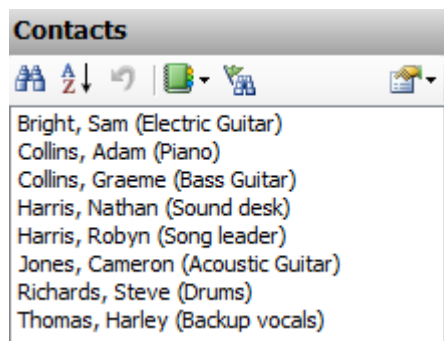 Contacts
A
Z
Bright, Sam (Electric Guitar)
Collins, Adam (Piano)
Collins, Graeme (Bass Guitar)
Harris, Nathan (Sound desk)
Harris, Robyn (Song leader)
Jones, Cameron (Acoustic Guitar)
Richards, Steve (Drums)
Thomas, Harley (Backup vocals)